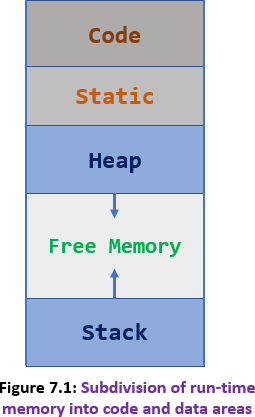 Code
Static
Heap
Free Memory
Stack
Figure 7.1: Subdivision of run-time
memory into code and data areas